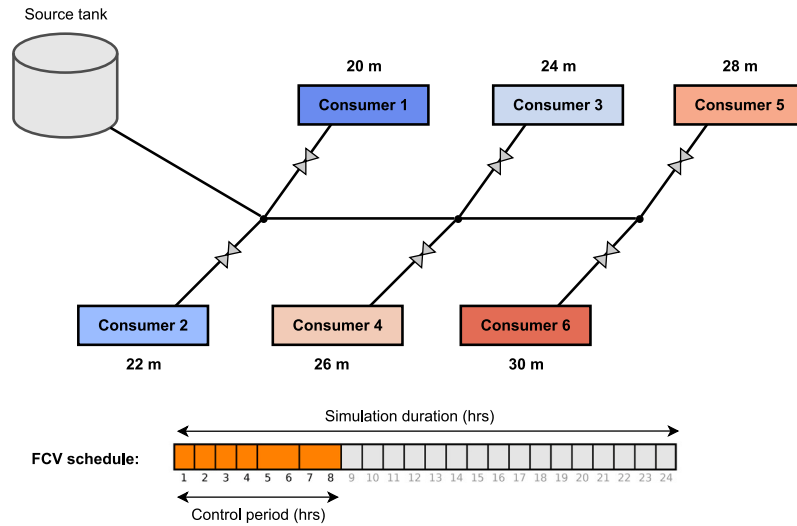 Source tank
20 m
24 m
28 m
Consumer 1
Consumer 3
Consumer 5
Consumer 2
Consumer 4
Consumer 6
22 m
26 m
30 m
Simulation duration (hrs)
FCV schedule:
1 2 3 4 5 6 7 8 9 10 11 12 13 14 15 16 17 18 19 20 21 22 23 24
Control period (hrs)